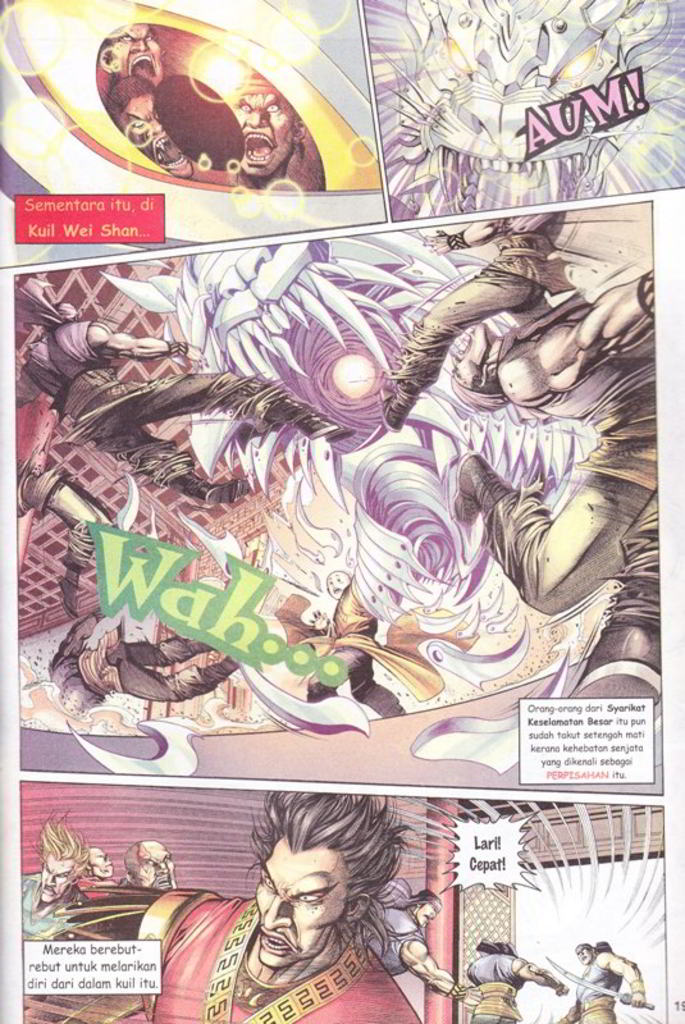 AUM!
Sementara itu, di
Kuil Wei Shan...
Wah...
Orang-orang dari Syarikat
Keselamatan Besar itu pun
sudah takut setengah mati
kerana kehebatan senjata
yang dikenali sebagai
PERPISAHAN itu.
Lari!
Cepat!
Mereka berebut-
rebut untuk melarikan
diri dari dalam kuil itu.